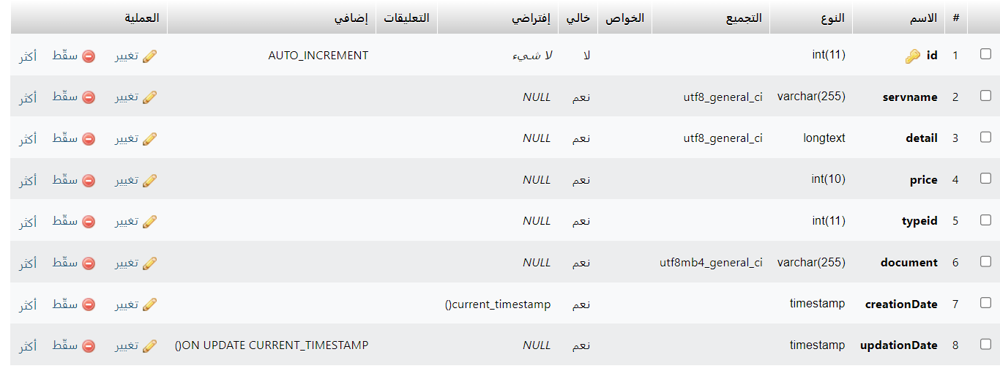 # الاسم النوع التجميع الخواص خالي إفتراضي التعليقات إضافي العملية
1 id int(11) لا لا شيء AUTO_INCREMENT تغيير سقّط أكثر
2 servname varchar(255) utf8_general_ci نعم NULL تغيير سقّط أكثر
3 detail longtext utf8_general_ci نعم NULL تغيير سقّط أكثر
4 price int(10) نعم NULL تغيير سقّط أكثر
5 typeid int(11) نعم NULL تغيير سقّط أكثر
6 document varchar(255) utf8mb4_general_ci نعم NULL تغيير سقّط أكثر
7 creationDate timestamp نعم current_timestamp() تغيير سقّط أكثر
8 updationDate timestamp نعم NULL ON UPDATE CURRENT_TIMESTAMP() تغيير سقّط أكثر